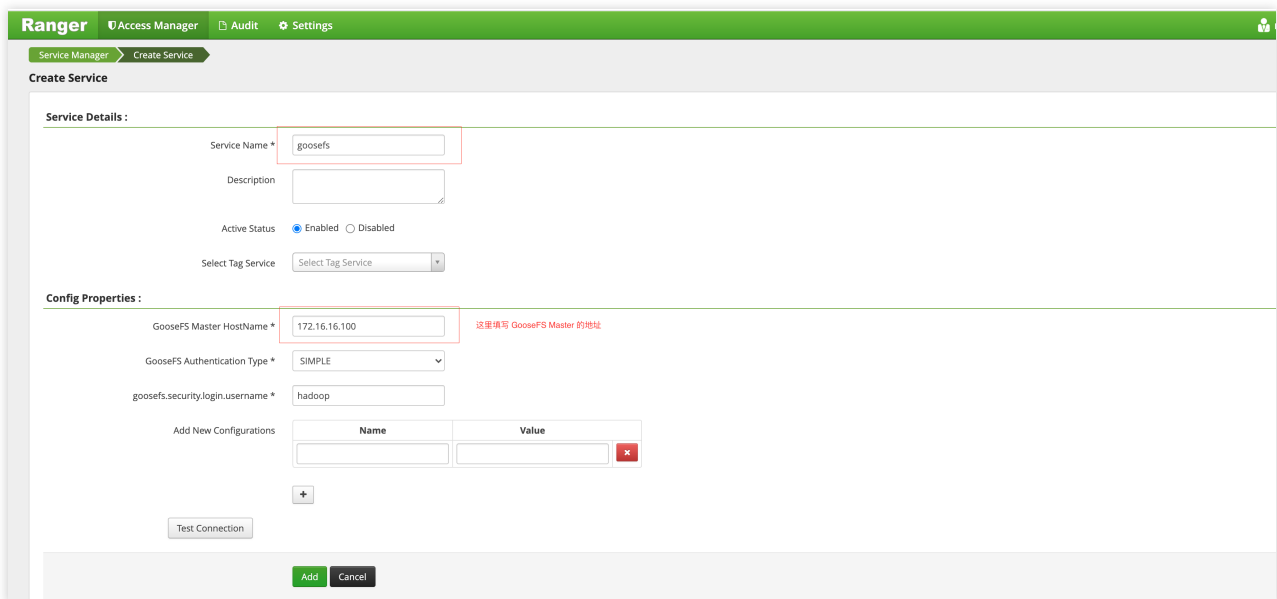 Ranger Access Manager Audit Settings
Service Manager Create Service
Create Service
Service Details :
Service Name * goosefs
Description
Active Status Enabled Disabled
Select Tag Service Select Tag Service
Config Properties :
GooseFS Master HostName * 172.16.16.100 这里填写 GooseFS Master 的地址
GooseFS Authentication Type * SIMPLE
goosefs.security.login.username * hadoop
Add New Configurations Name Value
Test Connection
Add Cancel